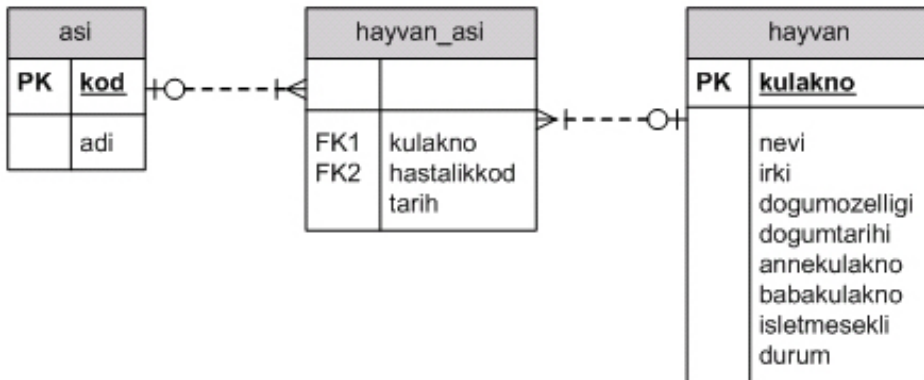 asi
PK kod
adi
hayvan_asi
FK1 kulakno
FK2 hastalikkod
tarih
hayvan
PK kulakno
nevi
irki
dogumozelligi
dogumtarihi
annekulakno
babakulakno
isletmesekli
durum